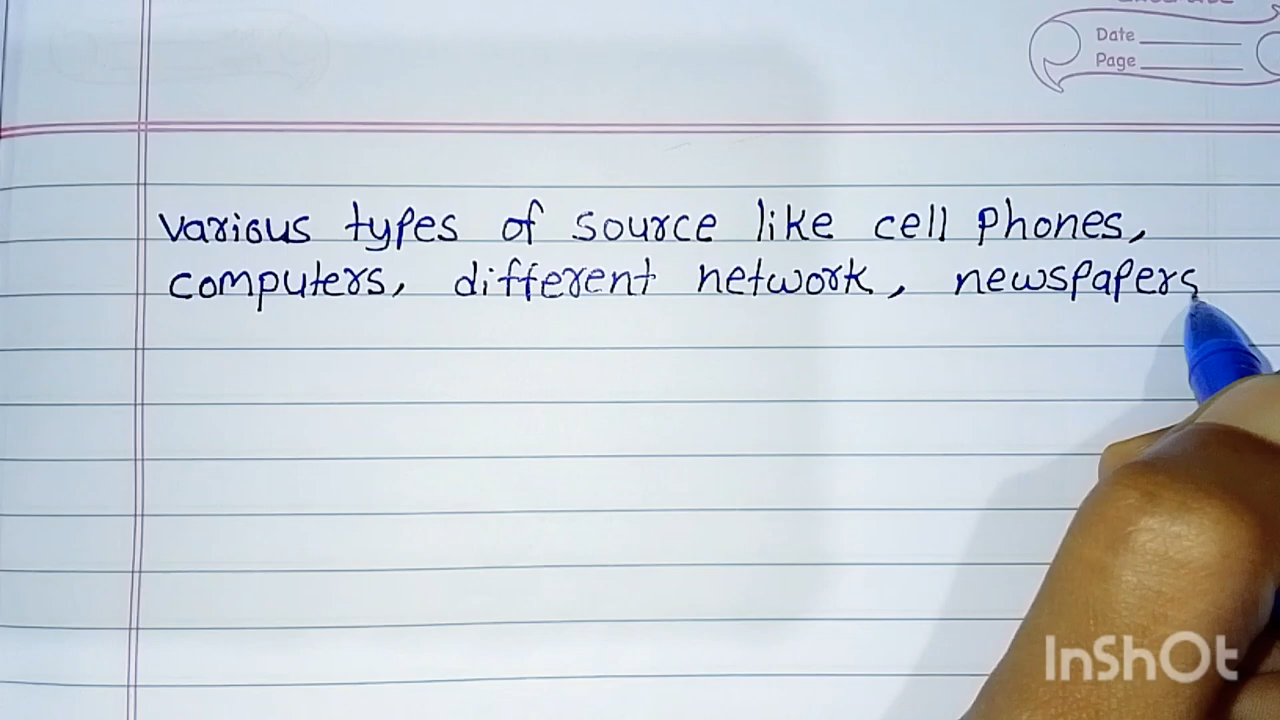 Date
Page
various types of source like cell phones,
computers, different network, newspapers
InShOt